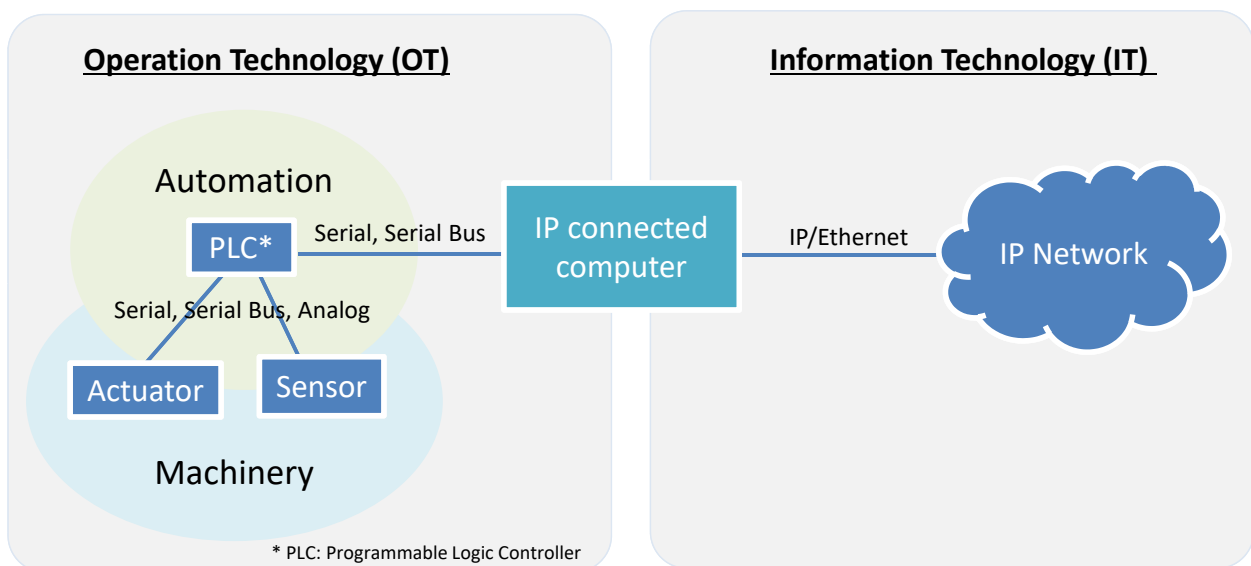 Operation Technology (OT)
Information Technology (IT)
Automation
PLC*
Serial, Serial Bus
IP connected
computer
IP/Ethernet
IP Network
Serial, Serial Bus, Analog
Actuator
Sensor
Machinery
* PLC: Programmable Logic Controller